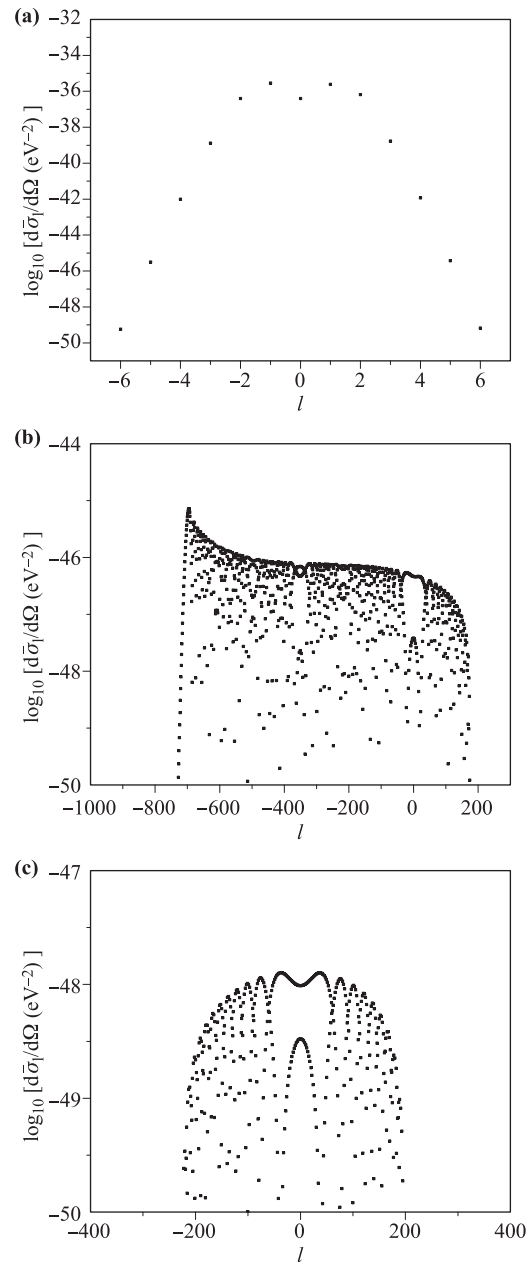 (a)
−32
−34
−36
−38
−40
−42
−44
−46
−48
−50
log₁₀ [dσ̄ₗ/dΩ (eV⁻²) ]
−6 −4 −2 0 2 4 6
l
(b)
−44
−46
−48
−50
log₁₀ [dσ̄ₗ/dΩ (eV⁻²) ]
−1000 −800 −600 −400 −200 0 200
l
(c)
−47
−48
−49
−50
log₁₀ [dσ̄ₗ/dΩ (eV⁻²) ]
−400 −200 0 200 400
l